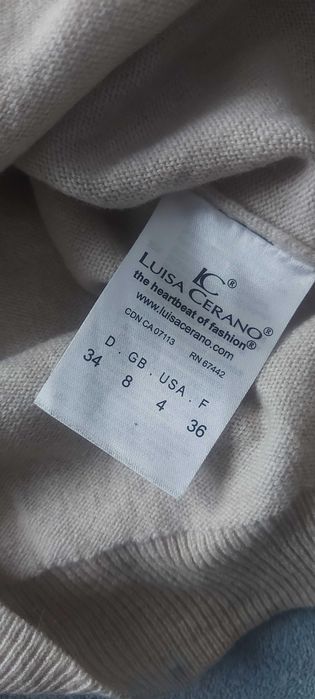 LC®
LUISA CERANO®
the heartbeat of fashion®
www.luisacerano.com
CDN CA 07113 RN 67442
D . GB . USA . F
34 8 4 36